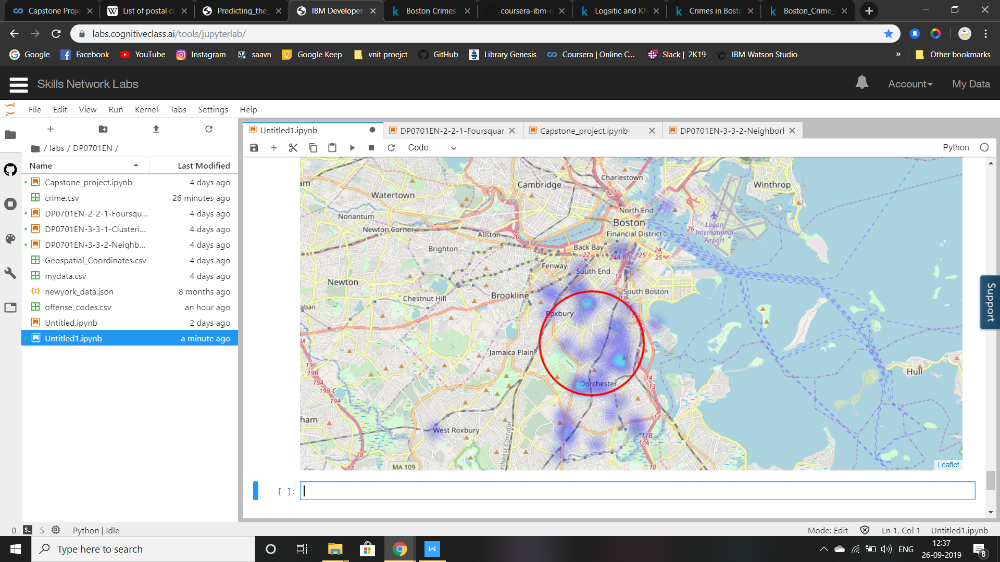 Capstone Proje
List of postal co
Predicting_the_
IBM Developer
Boston Crimes
coursera-ibm-d
Logsitic and KN
Crimes in Bosto
Boston_Crime_
labs.cognitiveclass.ai/tools/jupyterlab/
Google
Facebook
YouTube
Instagram
saavn
Google Keep
vnit proejct
GitHub
Library Genesis
Coursera | Online C...
Slack | 2K19
IBM Watson Studio
»
Other bookmarks
Skills Network Labs
Account
My Data
File Edit View Run Kernel Tabs Settings Help
/ labs / DP0701EN /
Name Last Modified
Capstone_project.ipynb 4 days ago
crime.csv 26 minutes ago
DP0701EN-2-2-1-Foursqu... 4 days ago
DP0701EN-3-3-1-Clusteri... 4 days ago
DP0701EN-3-3-2-Neighb... 4 days ago
Geospatial_Coordinates.csv 4 days ago
mydata.csv 4 days ago
newyork_data.json 8 months ago
offense_codes.csv an hour ago
Untitled.ipynb 2 days ago
Untitled1.ipynb a minute ago
Untitled1.ipynb
DP0701EN-2-2-1-Foursquar
Capstone_project.ipynb
DP0701EN-3-3-2-Neighborh
Code
Python
am
Cambridge
Charlestown
Winthrop
Watertown
27
Nonantum
North End
Boston
Newton Corner
26
Logan
International
Airport
Allston
20
Financial District
Brighton
Back Bay
22
24A-B-C
25
24;
25
Fenway
South End
18
Newton
Brookline
South Boston
Chestnut Hill
18
aban
Roxbury
Jamaica Plain
19C
19B
19A
19B-C
19A
14
13
Dorchester
Hull
12
ham
West Roxbury
11B
11A
Northeast Corridor
18
17
MA 109
10
Leaflet
[ ]:
Support
0 5 Python | Idle
Mode: Edit Ln 1, Col 1 Untitled1.ipynb
Type here to search
ENG
12:37
26-09-2019
8